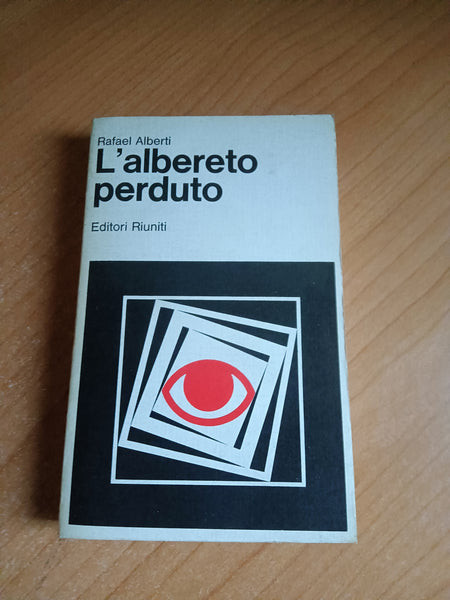 Rafael Alberti
L'albereto
perduto
Editori Riuniti